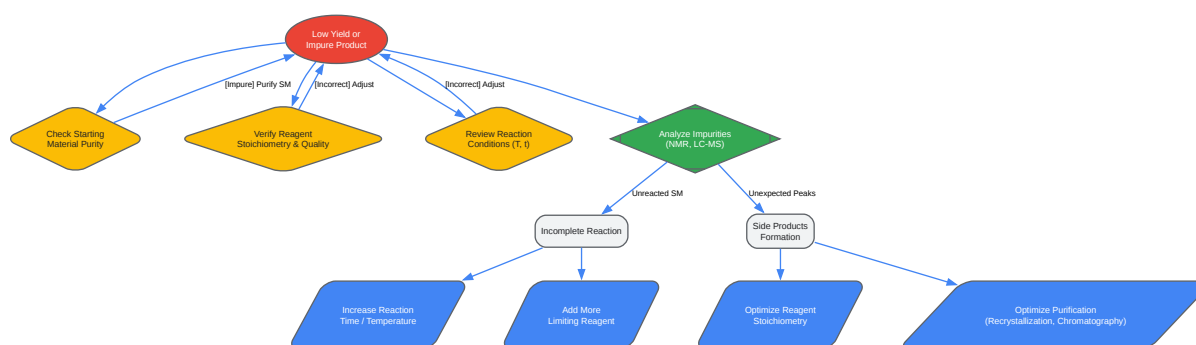 Low Yield or
Impure Product
[Impure] Purify SM
[Incorrect] Adjust
[Incorrect] Adjust
Check Starting
Material Purity
Verify Reagent
Stoichiometry & Quality
Review Reaction
Conditions (T, t)
Analyze Impurities
(NMR, LC-MS)
Unreacted SM
Unexpected Peaks
Incomplete Reaction
Side Products
Formation
Increase Reaction
Time / Temperature
Add More
Limiting Reagent
Optimize Reagent
Stoichiometry
Optimize Purification
(Recrystallization, Chromatography)